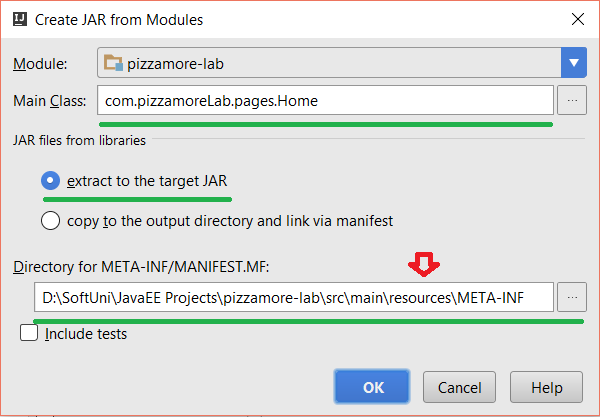 IJ Create JAR from Modules
Module: pizzamore-lab
Main Class: com.pizzamoreLab.pages.Home ...
JAR files from libraries
extract to the target JAR
copy to the output directory and link via manifest
Directory for META-INF/MANIFEST.MF:
D:\SoftUni\JavaEE Projects\pizzamore-lab\src\main\resources\META-INF ...
Include tests
OK Cancel Help